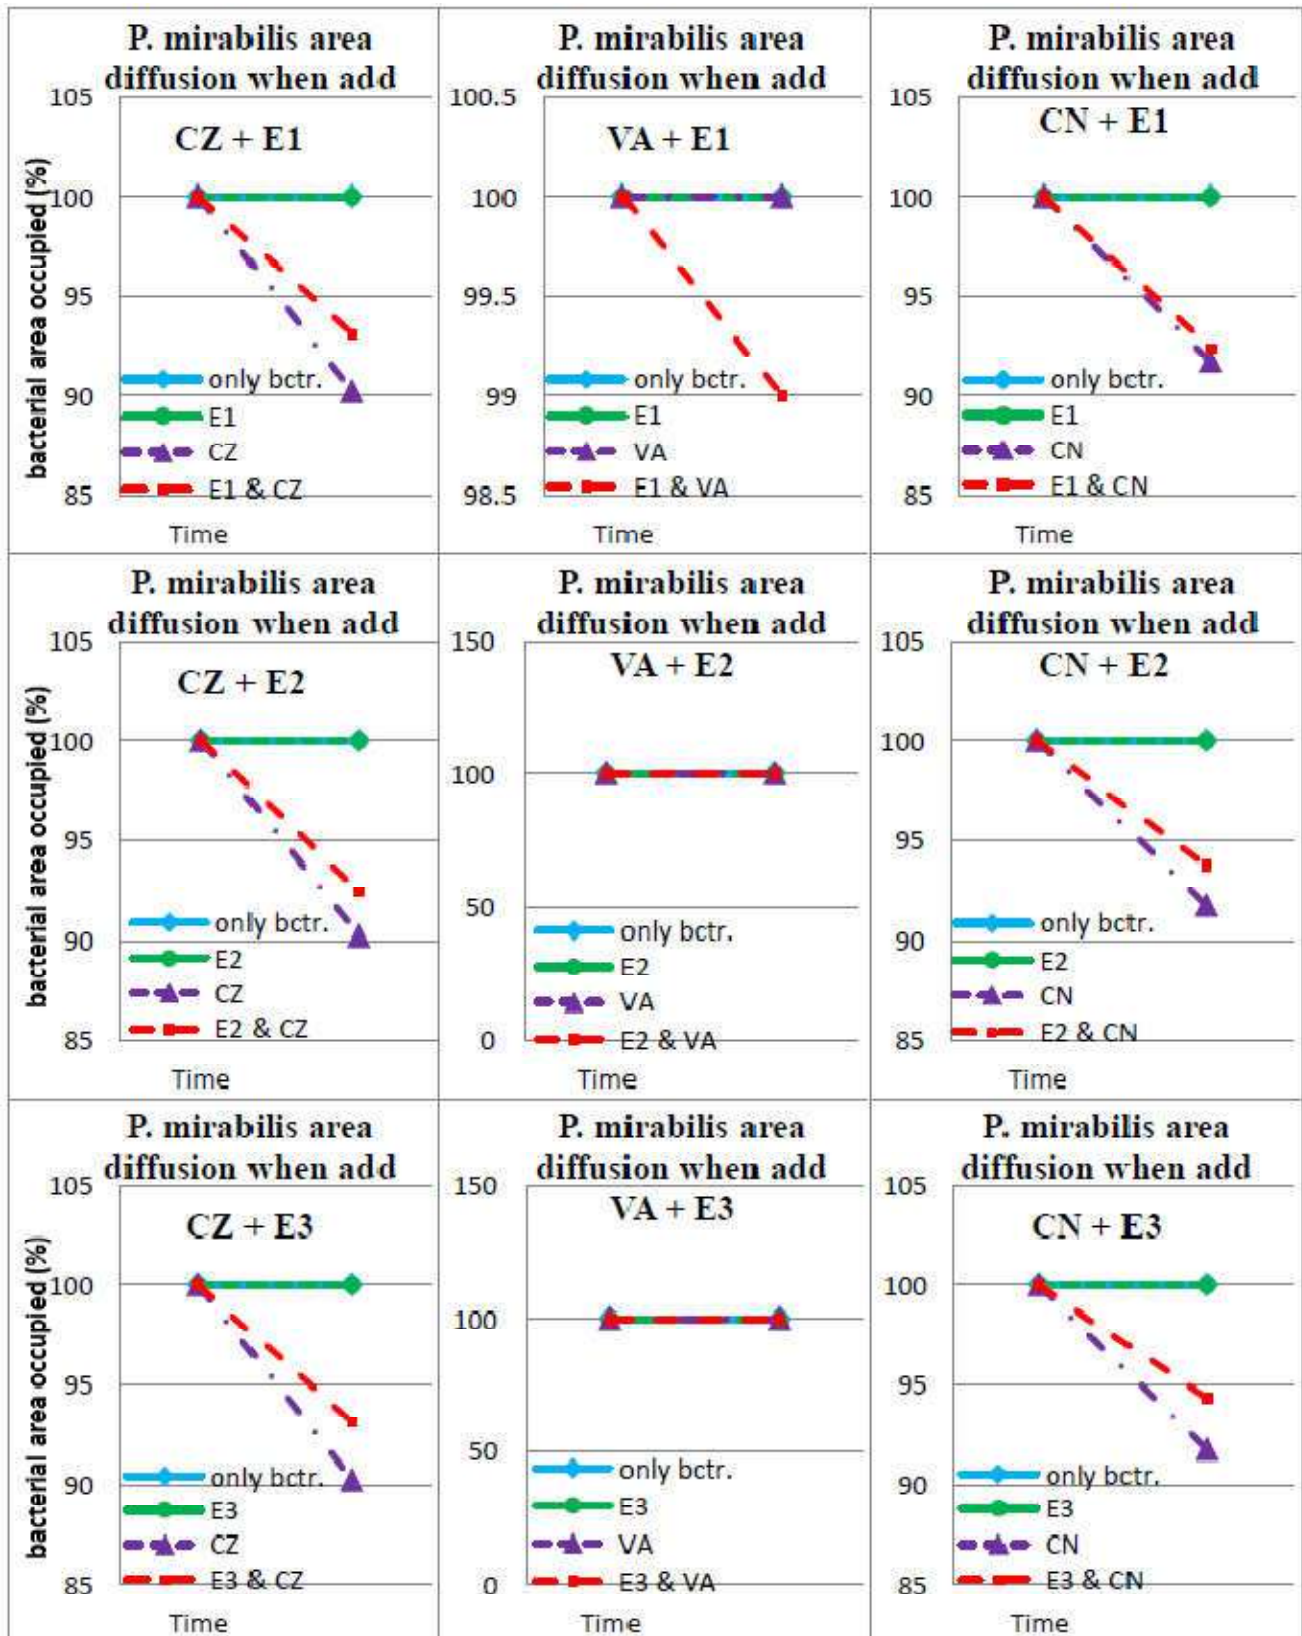 P. mirabilis area
diffusion when add
CZ + E1
bacterial area occupied (%)
105
100
95
90
85
only bctr.
E1
CZ
E1 & CZ
Time
P. mirabilis area
diffusion when add
VA + E1
100.5
100
99.5
99
98.5
only bctr.
E1
VA
E1 & VA
Time
P. mirabilis area
diffusion when add
CN + E1
105
100
95
90
85
only bctr.
E1
CN
E1 & CN
Time
P. mirabilis area
diffusion when add
CZ + E2
bacterial area occupied (%)
105
100
95
90
85
only bctr.
E2
CZ
E2 & CZ
Time
P. mirabilis area
diffusion when add
VA + E2
150
100
50
0
only bctr.
E2
VA
E2 & VA
Time
P. mirabilis area
diffusion when add
CN + E2
105
100
95
90
85
only bctr.
E2
CN
E2 & CN
Time
P. mirabilis area
diffusion when add
CZ + E3
bacterial area occupied (%)
105
100
95
90
85
only bctr.
E3
CZ
E3 & CZ
Time
P. mirabilis area
diffusion when add
VA + E3
150
100
50
0
only bctr.
E3
VA
E3 & VA
Time
P. mirabilis area
diffusion when add
CN + E3
105
100
95
90
85
only bctr.
E3
CN
E3 & CN
Time